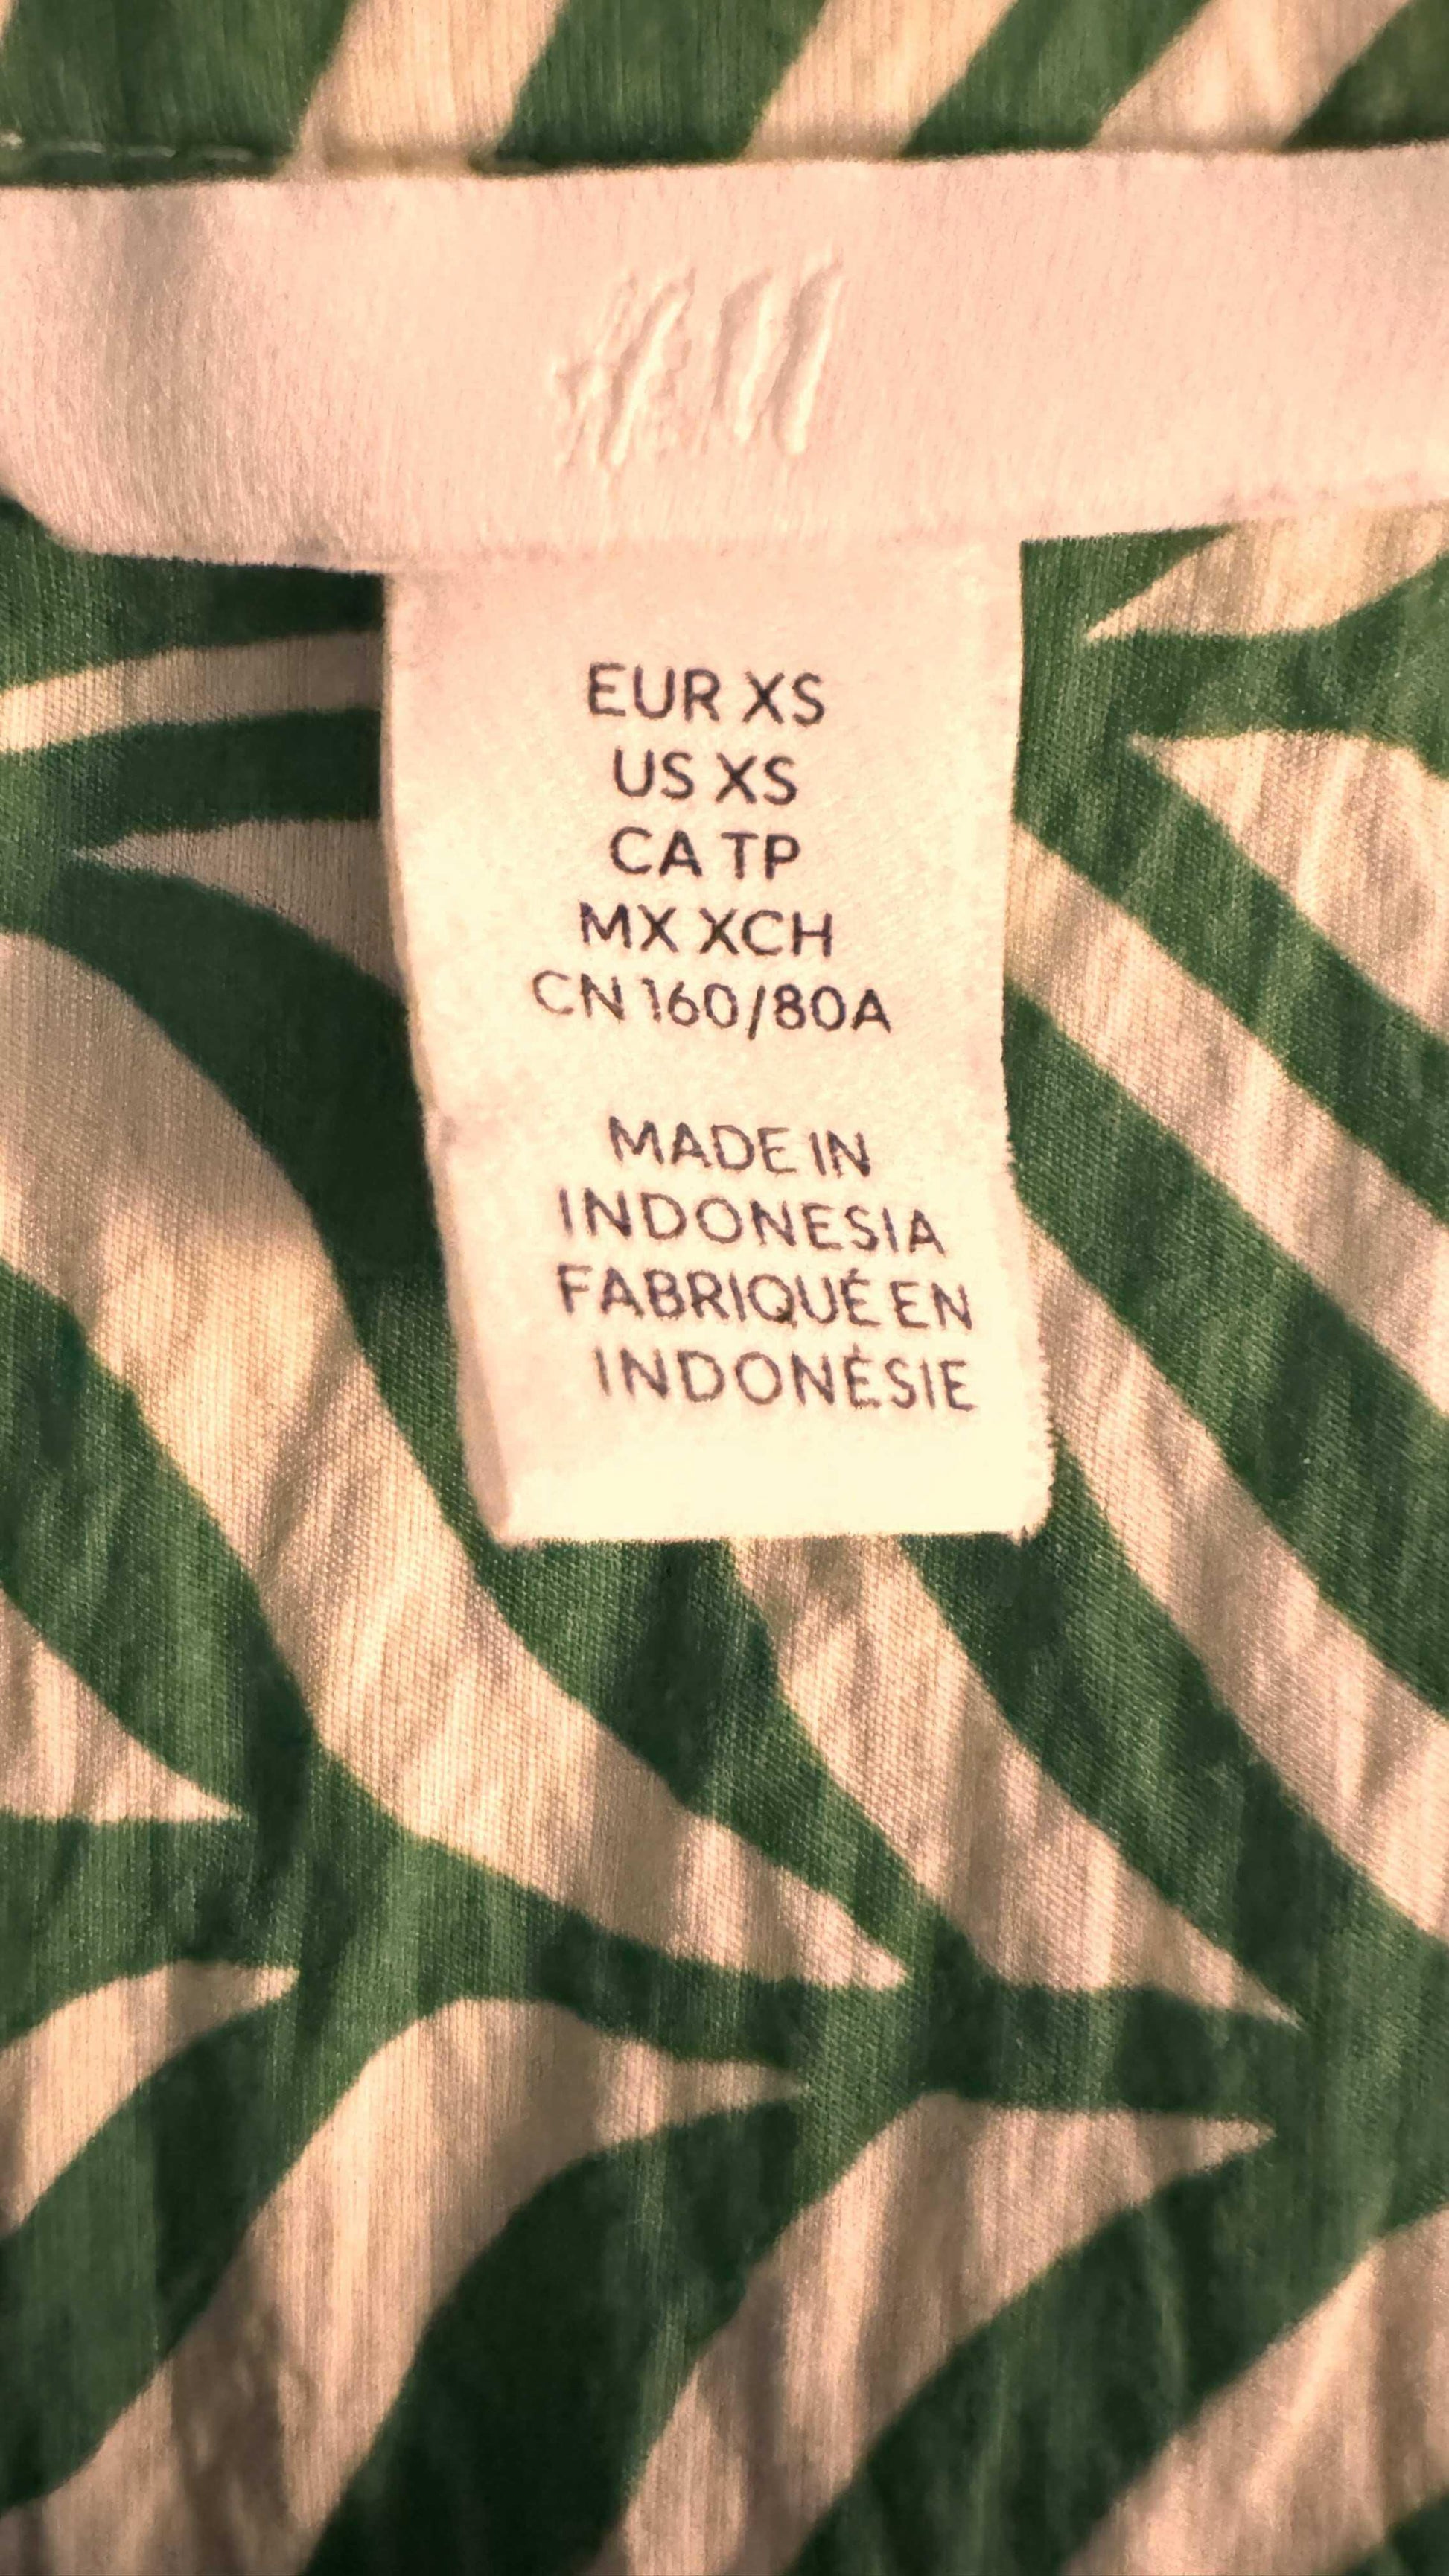 H&M
EUR XS
US XS
CA TP
MX XCH
CN 160/80A
MADE IN
INDONESIA
FABRIQUÉ EN
INDONÉSIE